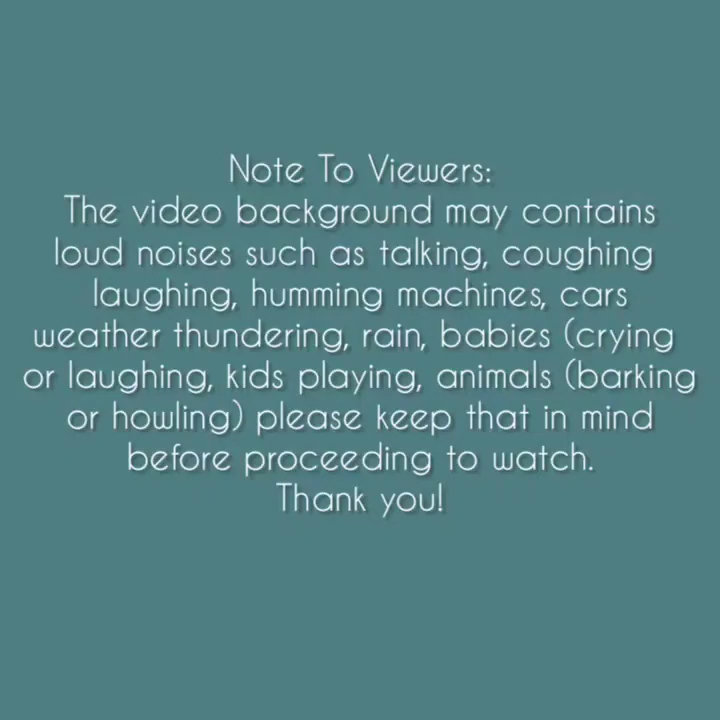 Note To Viewers:
The video background may contains
loud noises such as talking, coughing
laughing, humming machines, cars
weather thundering, rain, babies (crying
or laughing, kids playing, animals (barking
or howling) please keep that in mind
before proceeding to watch.
Thank you!